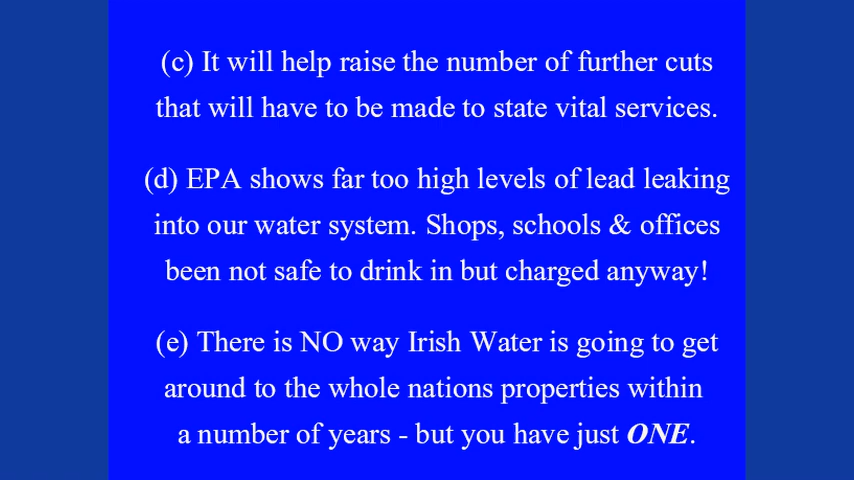 (c) It will help raise the number of further cuts
that will have to be made to state vital services.
(d) EPA shows far too high levels of lead leaking
into our water system. Shops, schools & offices
been not safe to drink in but charged anyway!
(e) There is NO way Irish Water is going to get
around to the whole nations properties within
a number of years - but you have just ONE.